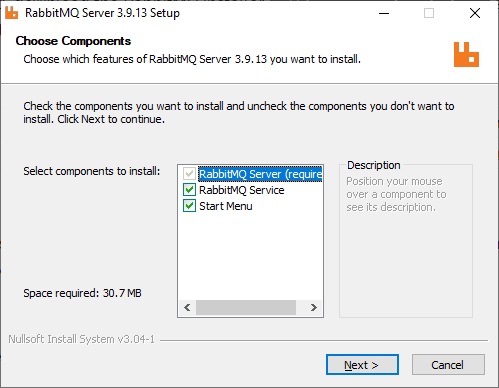 RabbitMQ Server 3.9.13 Setup
Choose Components
Choose which features of RabbitMQ Server 3.9.13 you want to install.
Check the components you want to install and uncheck the components you don't want to
install. Click Next to continue.
Select components to install:
RabbitMQ Server (require
RabbitMQ Service
Start Menu
Description
Position your mouse
over a component to
see its description.
Space required: 30.7 MB
Nullsoft Install System v3.04-1
Next >
Cancel